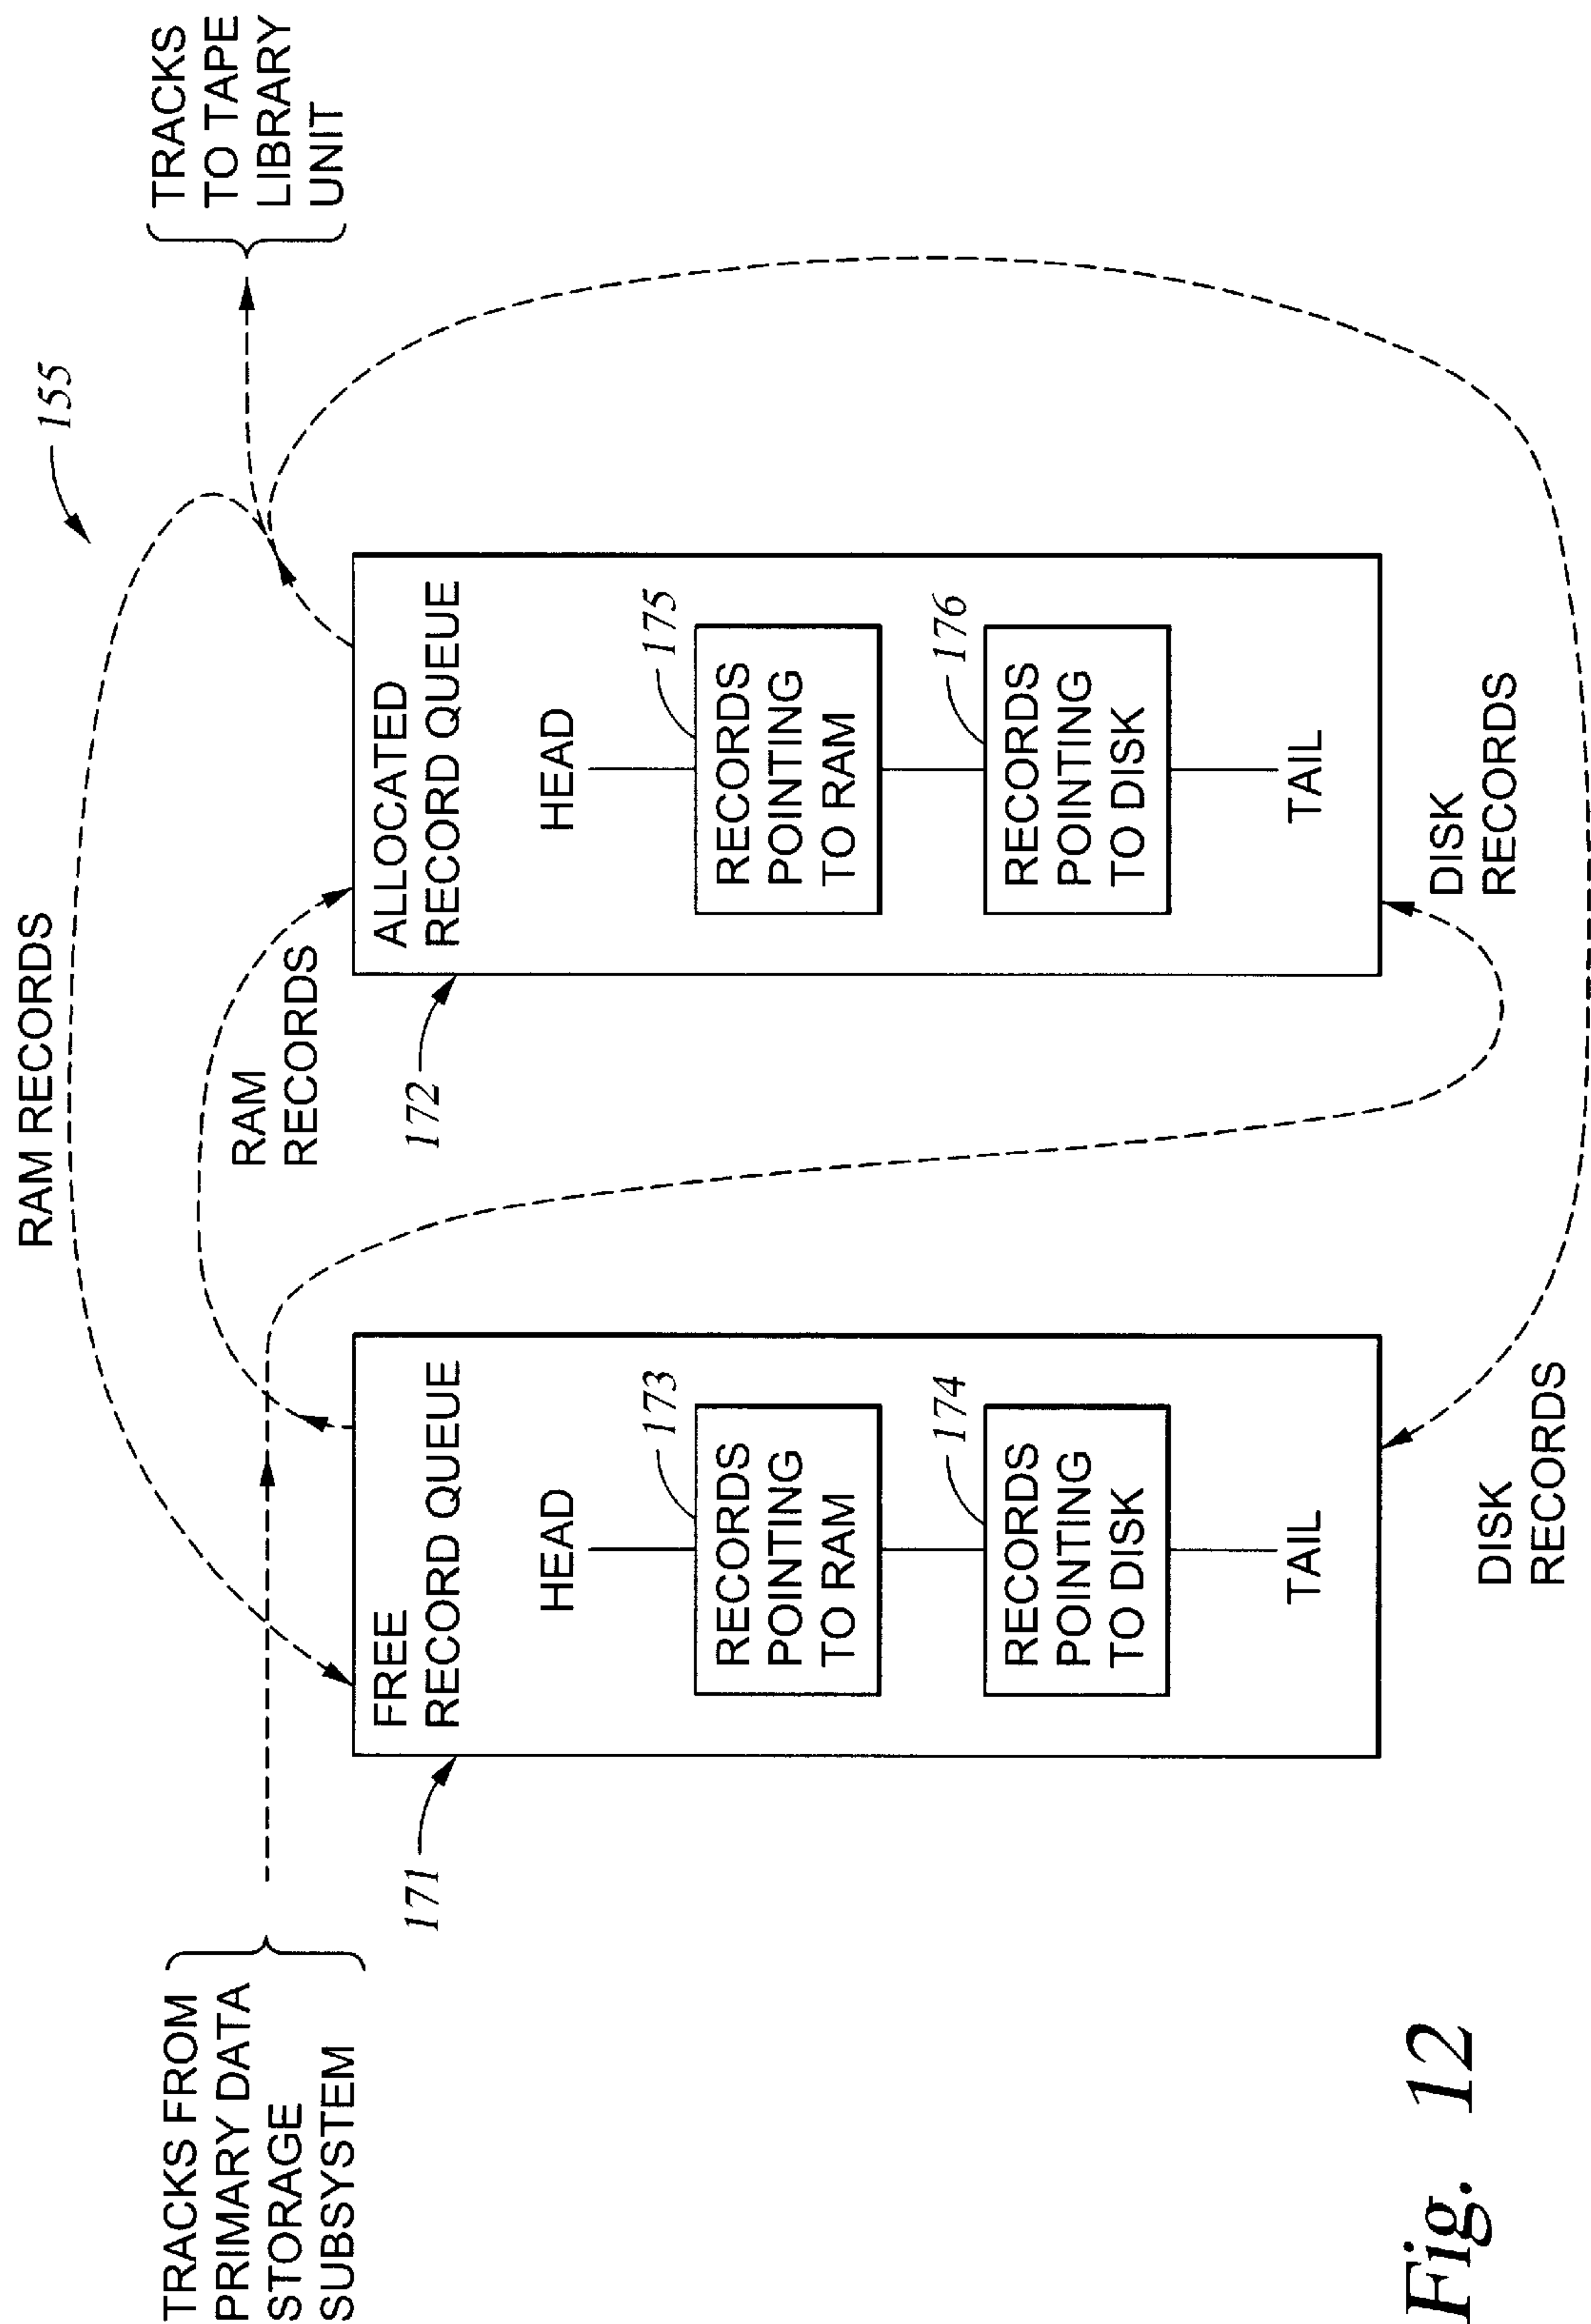 155
RAM RECORDS
TRACKS FROM
PRIMARY DATA
STORAGE
SUBSYSTEM
RAM
RECORDS
TRACKS
TO TAPE
LIBRARY
UNIT
171
FREE
RECORD QUEUE
HEAD
173
RECORDS
POINTING
TO RAM
174
RECORDS
POINTING
TO DISK
TAIL
172
ALLOCATED
RECORD QUEUE
HEAD
175
RECORDS
POINTING
TO RAM
176
RECORDS
POINTING
TO DISK
TAIL
DISK
RECORDS
DISK
RECORDS
Fig. 12